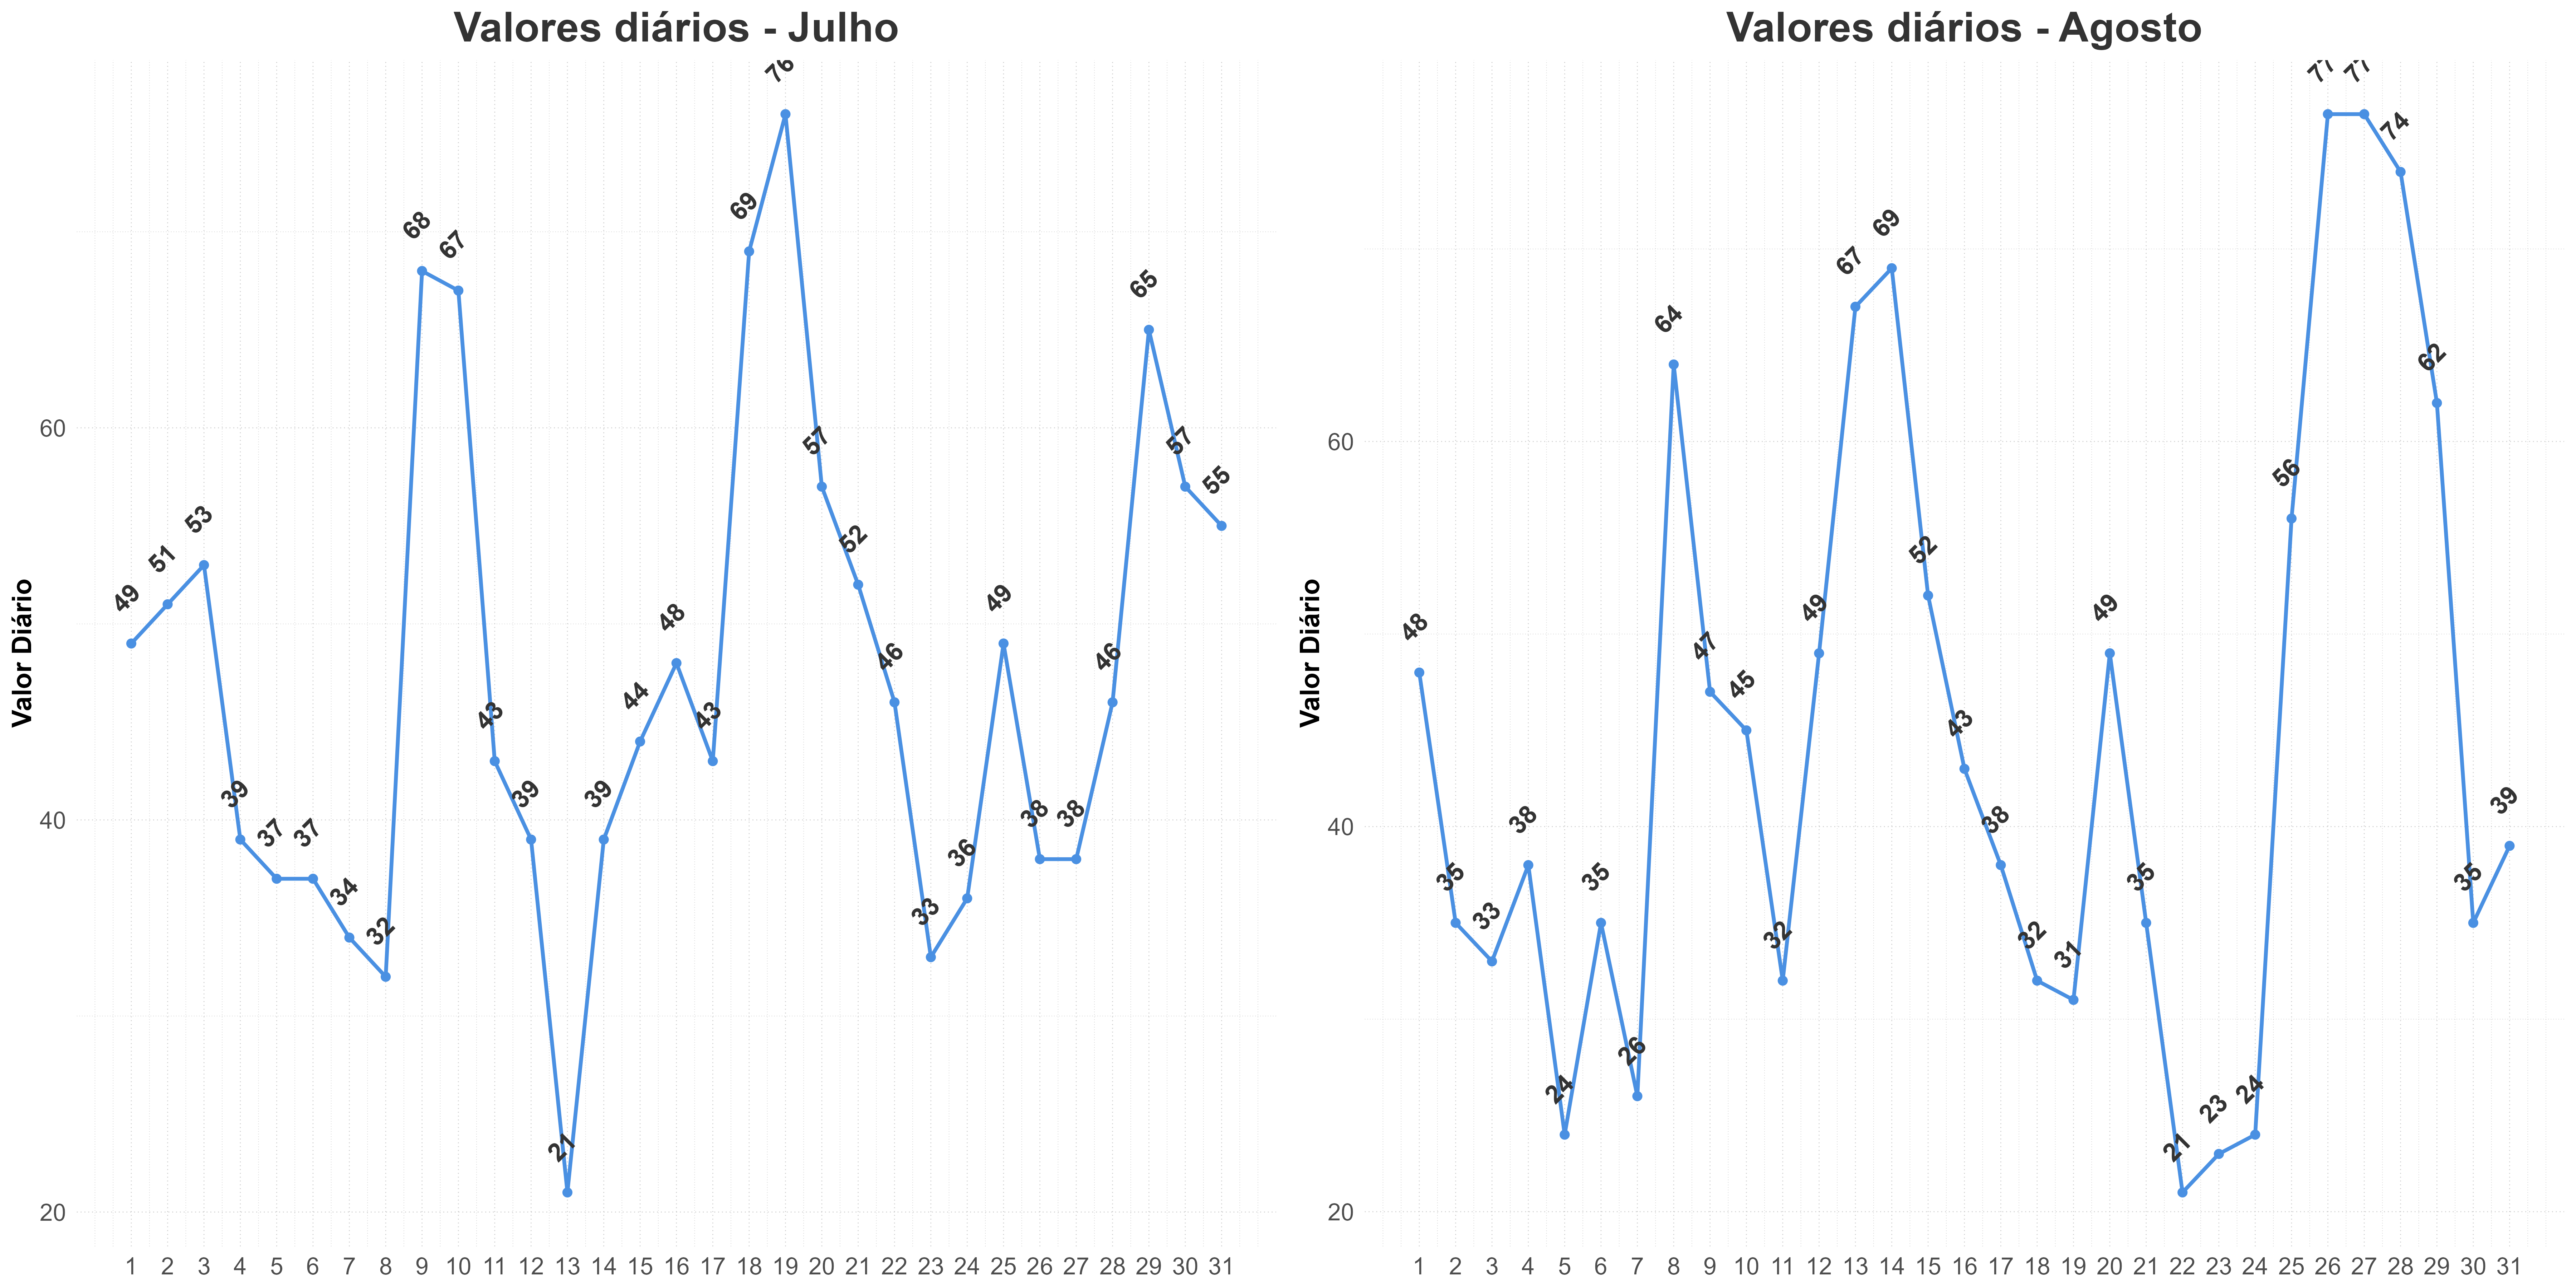 Valores diários - Julho
Valor Diário
60
40
20
49 51 53 39 37 37 34 32 68 67 43 39 21 39 44 48 43 69 76 57 52 46 33 36 49 38 38 46 65 57 55
1 2 3 4 5 6 7 8 9 10 11 12 13 14 15 16 17 18 19 20 21 22 23 24 25 26 27 28 29 30 31
Valores diários - Agosto
Valor Diário
60
40
20
48 35 33 38 24 35 26 64 47 45 32 49 67 69 52 43 38 32 31 49 35 21 23 24 56 77 77 74 62 35 39
1 2 3 4 5 6 7 8 9 10 11 12 13 14 15 16 17 18 19 20 21 22 23 24 25 26 27 28 29 30 31